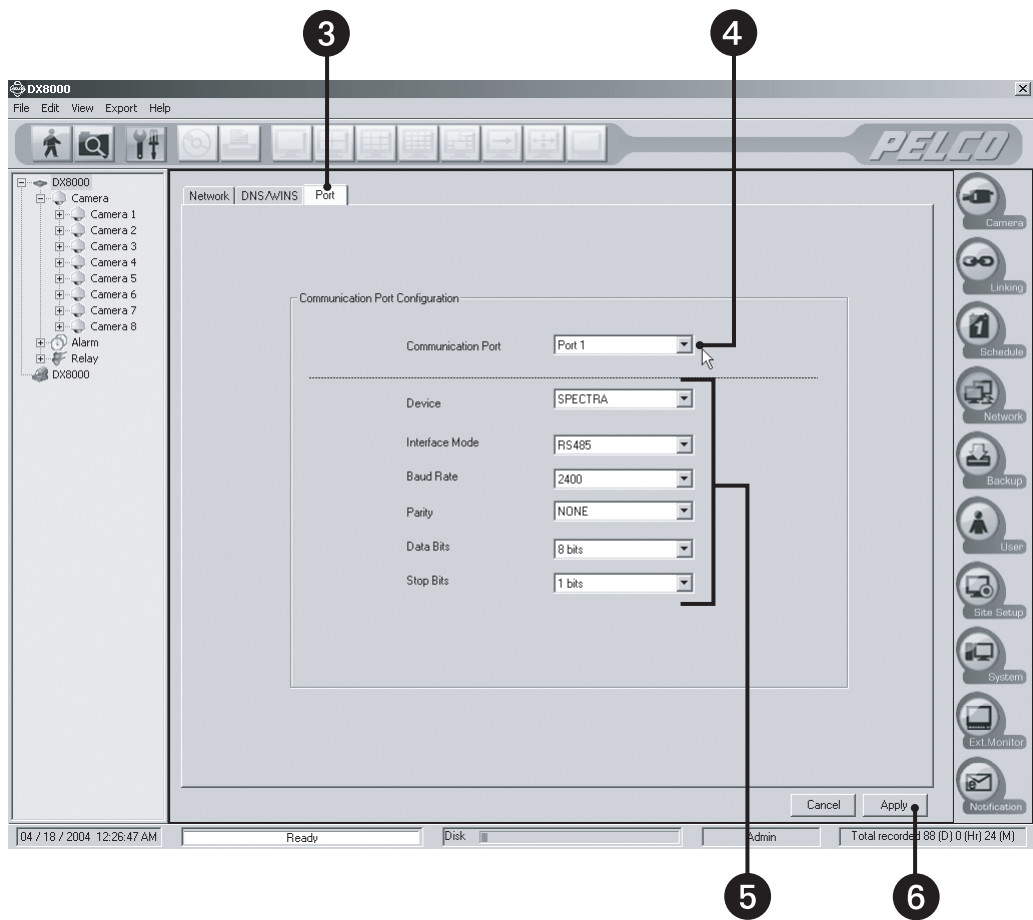 3
4
DX8000
File Edit View Export Help
PELCO
DX8000
Camera
Camera 1
Camera 2
Camera 3
Camera 4
Camera 5
Camera 6
Camera 7
Camera 8
Alarm
Relay
DX8000
Network DNS/WINS Port
Communication Port Configuration
Communication Port Port 1
Device SPECTRA
Interface Mode RS485
Baud Rate 2400
Parity NONE
Data Bits 8 bits
Stop Bits 1 bits
Cancel Apply
Camera
Linking
Schedule
Network
Backup
User
Site Setup
System
Ext.Monitor
Notification
04 / 18 / 2004 12:26:47 AM Ready Disk Admin Total recorded 88 (D) 0 (Hr) 24 (M)
5
6